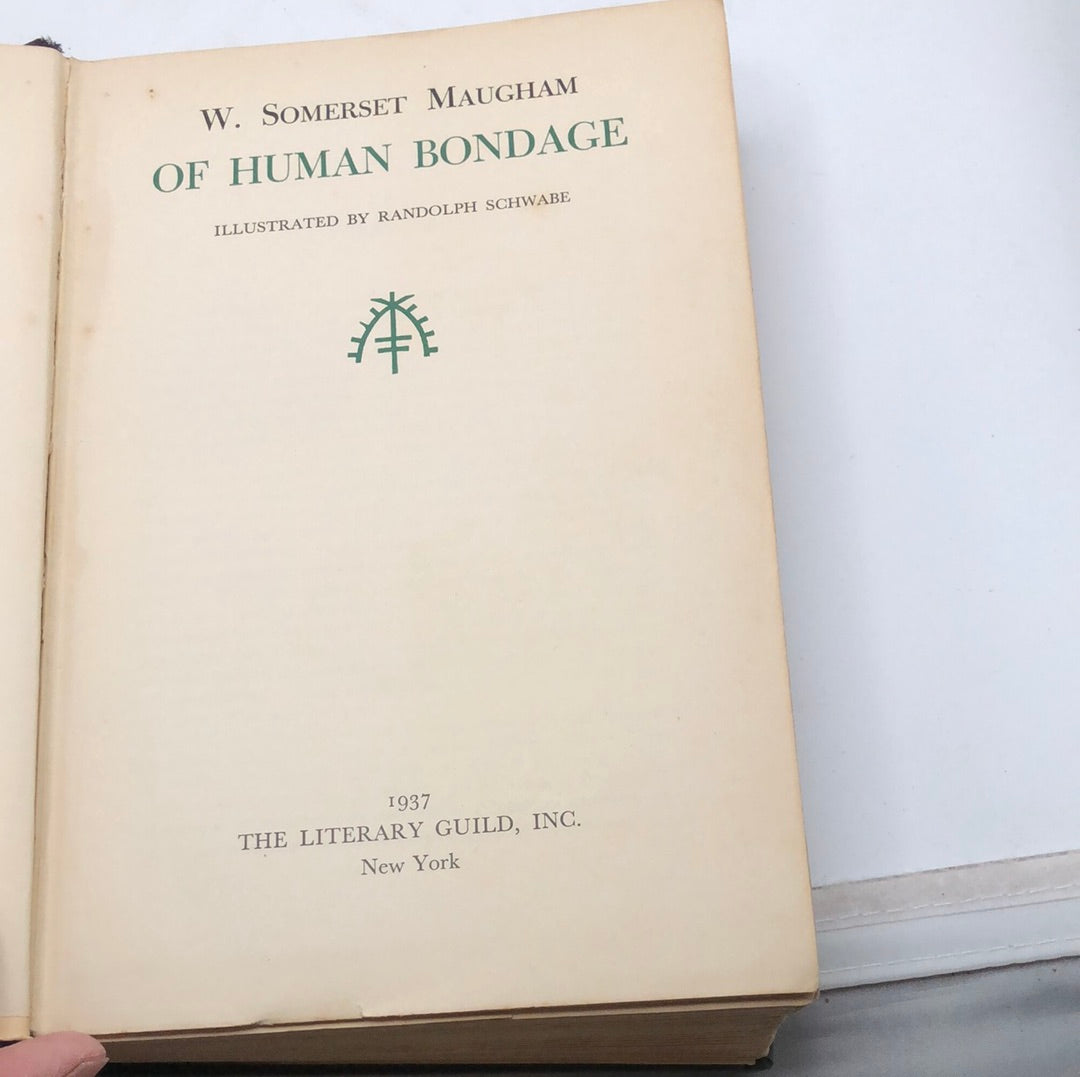 W. SOMERSET MAUGHAM
OF HUMAN BONDAGE
ILLUSTRATED BY RANDOLPH SCHWABE
1937
THE LITERARY GUILD, INC.
New York